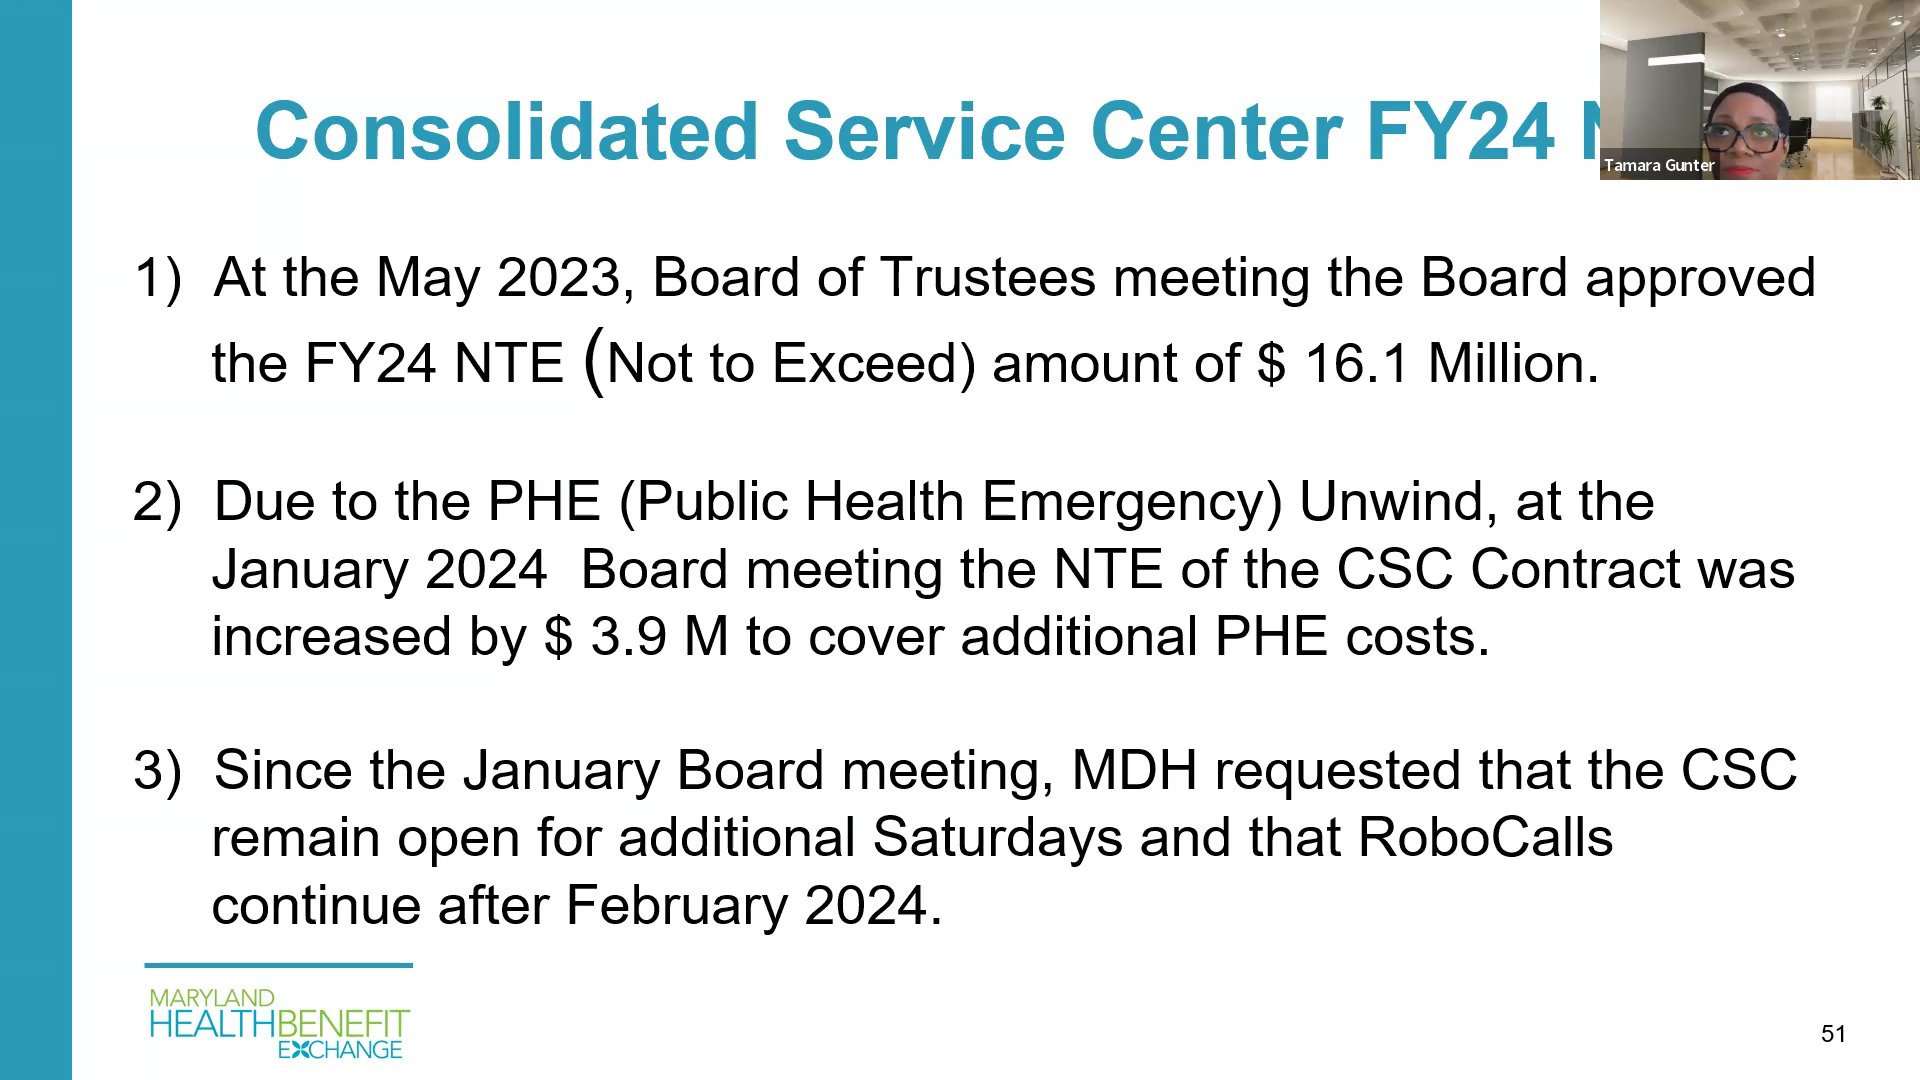 Consolidated Service Center FY24
Tamara Gunter
1) At the May 2023, Board of Trustees meeting the Board approved
the FY24 NTE (Not to Exceed) amount of $ 16.1 Million.
2) Due to the PHE (Public Health Emergency) Unwind, at the
January 2024 Board meeting the NTE of the CSC Contract was
increased by $ 3.9 M to cover additional PHE costs.
3) Since the January Board meeting, MDH requested that the CSC
remain open for additional Saturdays and that RoboCalls
continue after February 2024.
MARYLAND
HEALTHBENEFIT
EXCHANGE
51